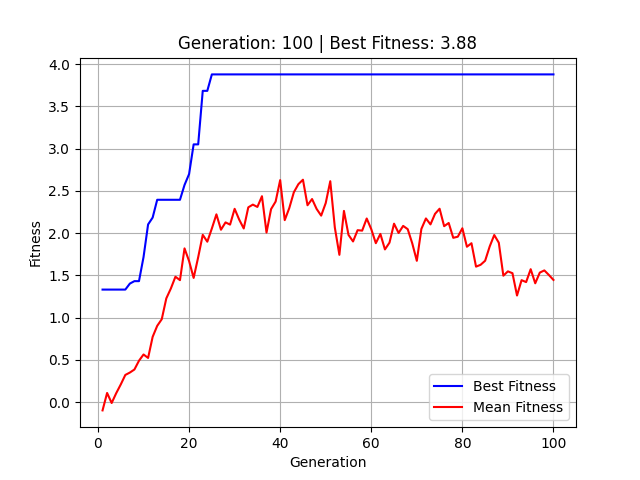 Generation: 100 | Best Fitness: 3.88
4.0
3.5
3.0
2.5
2.0
1.5
1.0
0.5
0.0
Fitness
Best Fitness
Mean Fitness
0 20 40 60 80 100
Generation